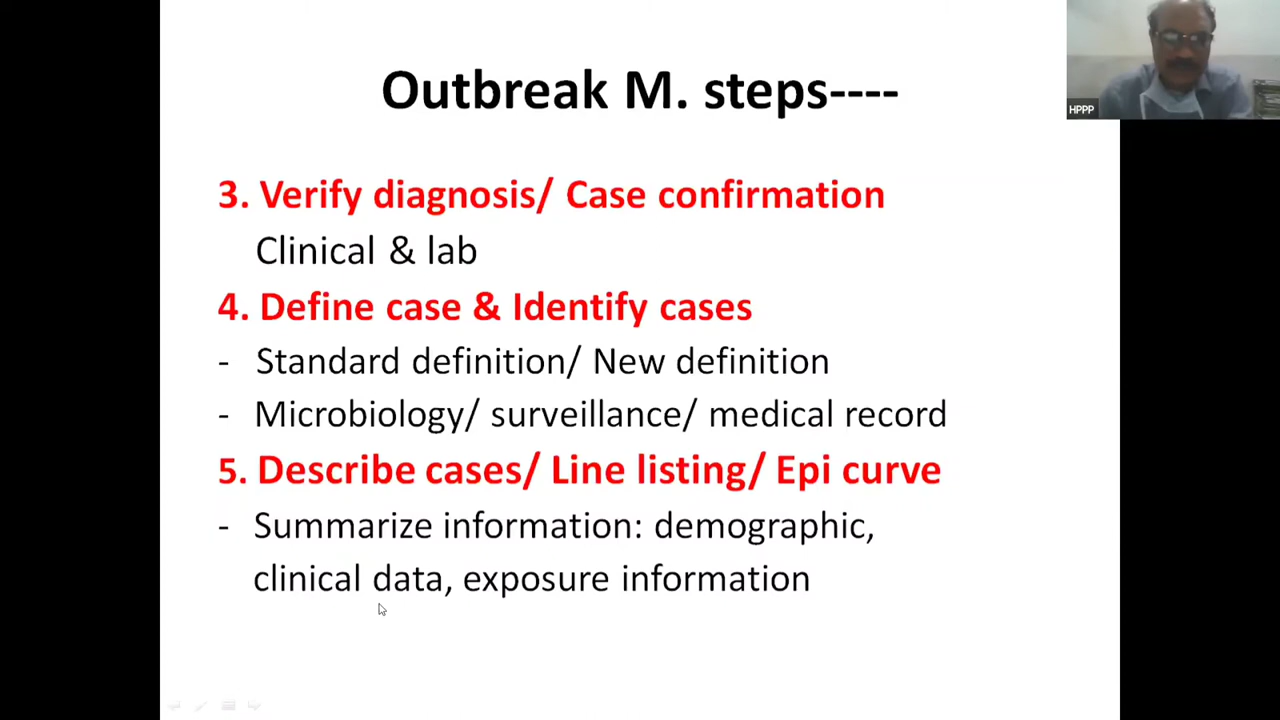 Outbreak M. steps----
HPPP
3. Verify diagnosis/ Case confirmation
Clinical & lab
4. Define case & Identify cases
- Standard definition/ New definition
- Microbiology/ surveillance/ medical record
5. Describe cases/ Line listing/ Epi curve
- Summarize information: demographic,
clinical data, exposure information